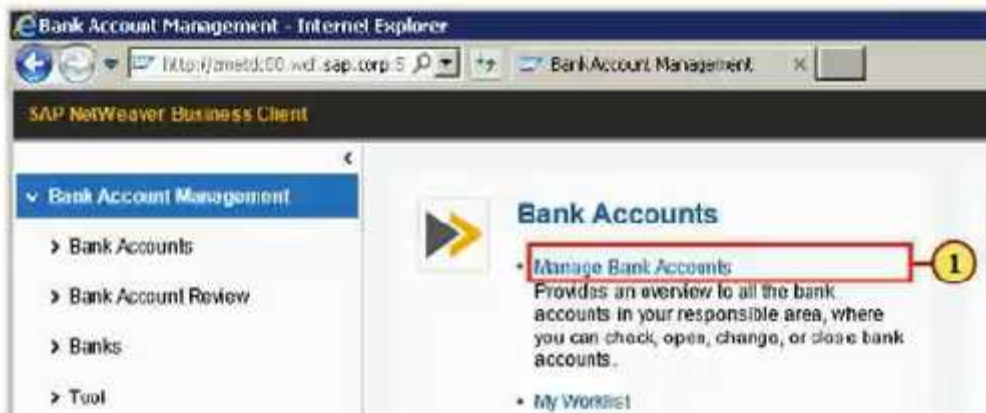 Bank Account Management - Internet Explorer
Bank Account Management
SAP NetWeaver Business Client
Bank Account Management
Bank Accounts
Bank Account Review
Banks
Tool
Bank Accounts
• Manage Bank Accounts
1
Provides an overview to all the bank
accounts in your responsible area, where
you can check, open, change, or close bank
accounts.
• My Worklist